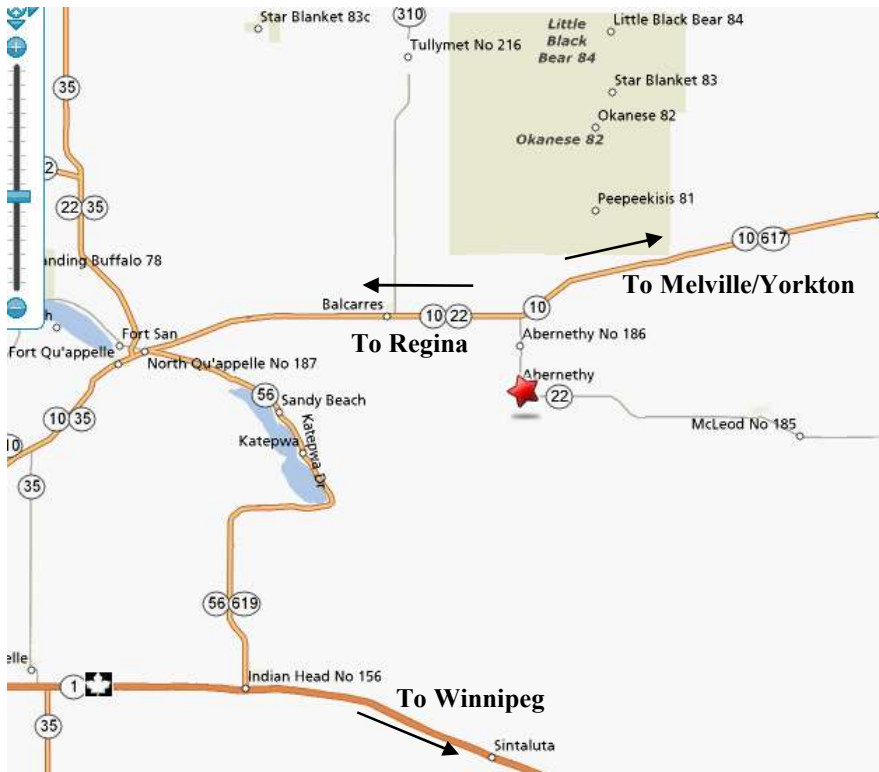 Star Blanket 83c
310
Little Black Bear 84
Little
Black
Bear 84
Tullymet No 216
35
Star Blanket 83
Okanese 82
Okanese 82
2
22 35
Peepeekisis 81
10 617
anding Buffalo 78
To Melville/Yorkton
Balcarres
10 22
10
h
Fort San
To Regina
Abernethy No 186
Fort Qu'appelle
North Qu'appelle No 187
Abernethy
56
Sandy Beach
22
10 35
McLeod No 185
10
Katepwa
Katepwa Dr
35
56 619
elle
1
Indian Head No 156
To Winnipeg
35
Sintaluta